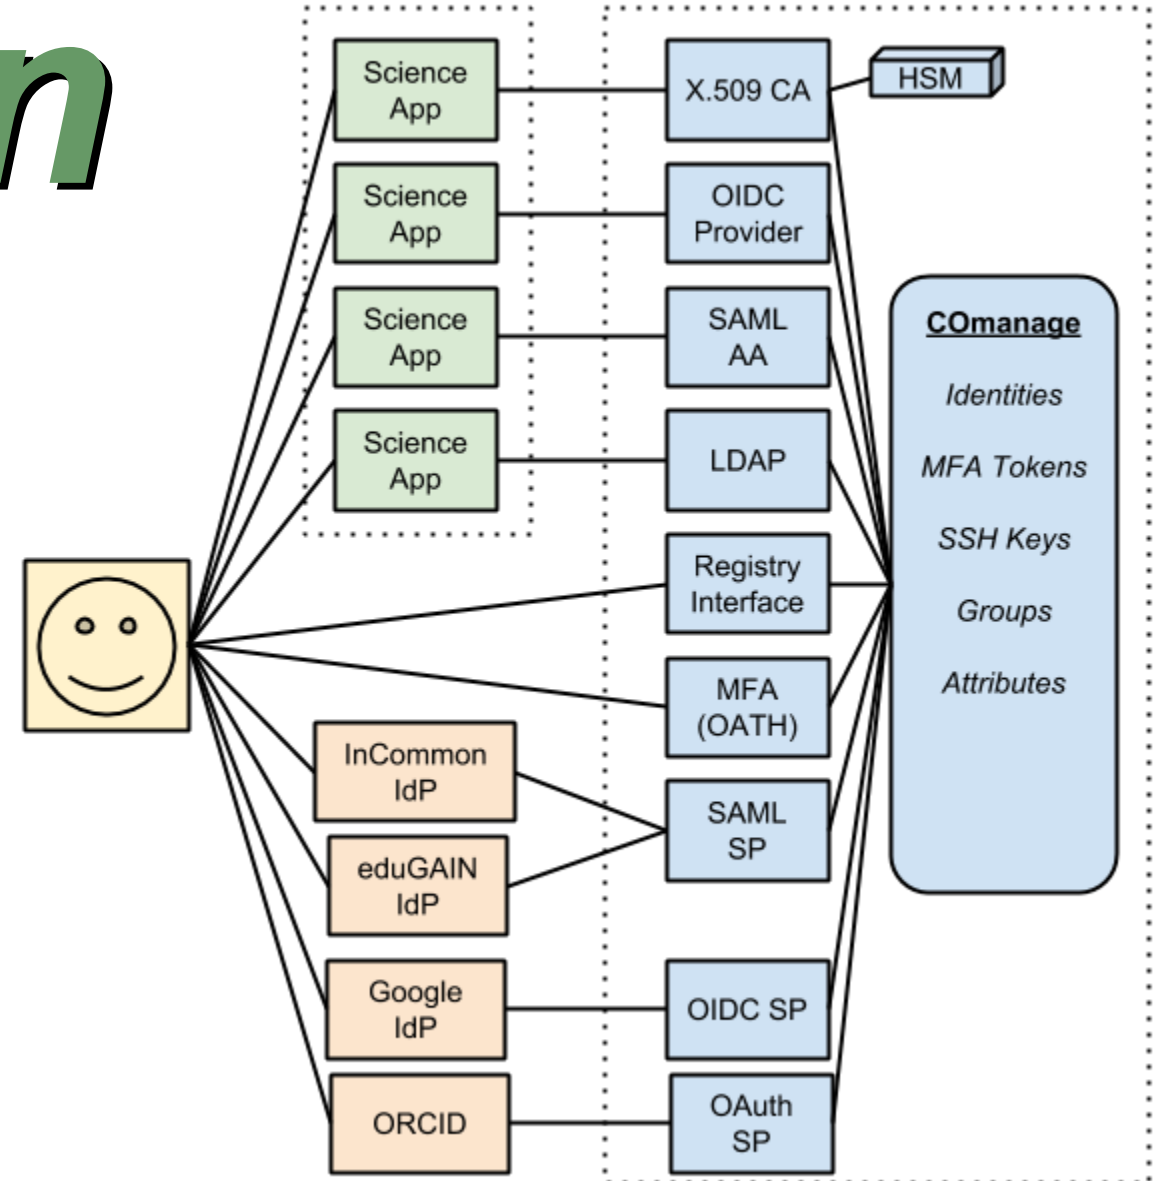 n
Science
App
X.509 CA
HSM
Science
App
OIDC
Provider
Science
App
SAML
AA
Science
App
LDAP
COmanage
Identities
MFA Tokens
SSH Keys
Groups
Attributes
Registry
Interface
MFA
(OATH)
InCommon
IdP
SAML
SP
eduGAIN
IdP
Google
IdP
OIDC SP
ORCID
OAuth
SP